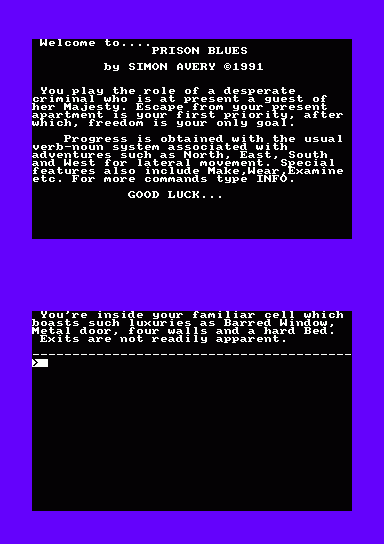 Welcome to....
PRISON BLUES
by SIMON AVERY ©1991
You play the role of a desperate
criminal who is at present a guest of
her Majesty. Escape from your present
apartment is your first priority, after
which, freedom is your only goal.
Progress is obtained with the usual
verb-noun system associated with
adventures such as North, East, South
and West for lateral movement. Special
features also include Make,Wear,Examine
etc. For more commands type INFO.
GOOD LUCK...
You're inside your familiar cell which
boasts such luxuries as Barred Window,
Metal door, four walls and a hard Bed.
Exits are not readily apparent.
----------------------------------------
>